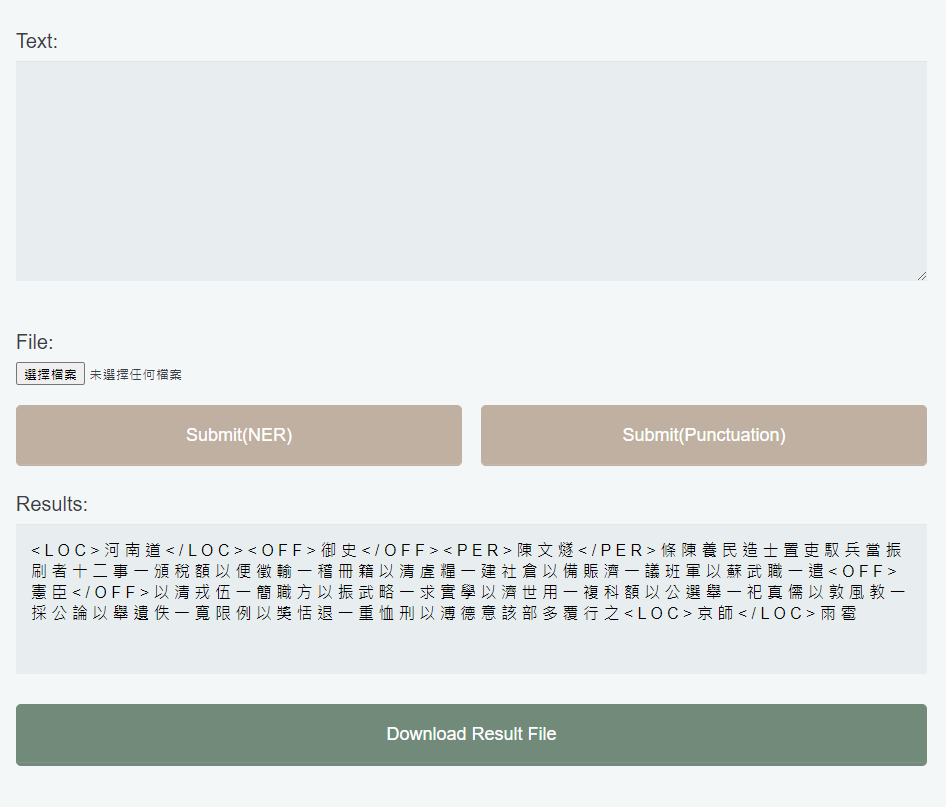 Text:
File:
選擇檔案 未選擇任何檔案
Submit(NER) Submit(Punctuation)
Results:
<LOC>河南道</LOC><OFF>御史</OFF><PER>陳文燧</PER>條陳養民造士置吏馭兵當振
刷者十二事一頒稅額以便徵輸一稽冊籍以清虛糧一建社倉以備賑濟一議班軍以蘇武職一遣<OFF>
憲臣</OFF>以清戎伍一簡職方以振武略一求實學以濟世用一複科額以公選舉一祀真儒以敦風教一
採公論以舉遺佚一寬限例以奬恬退一重恤刑以溥德意該部多覆行之<LOC>京師</LOC>雨雹
Download Result File